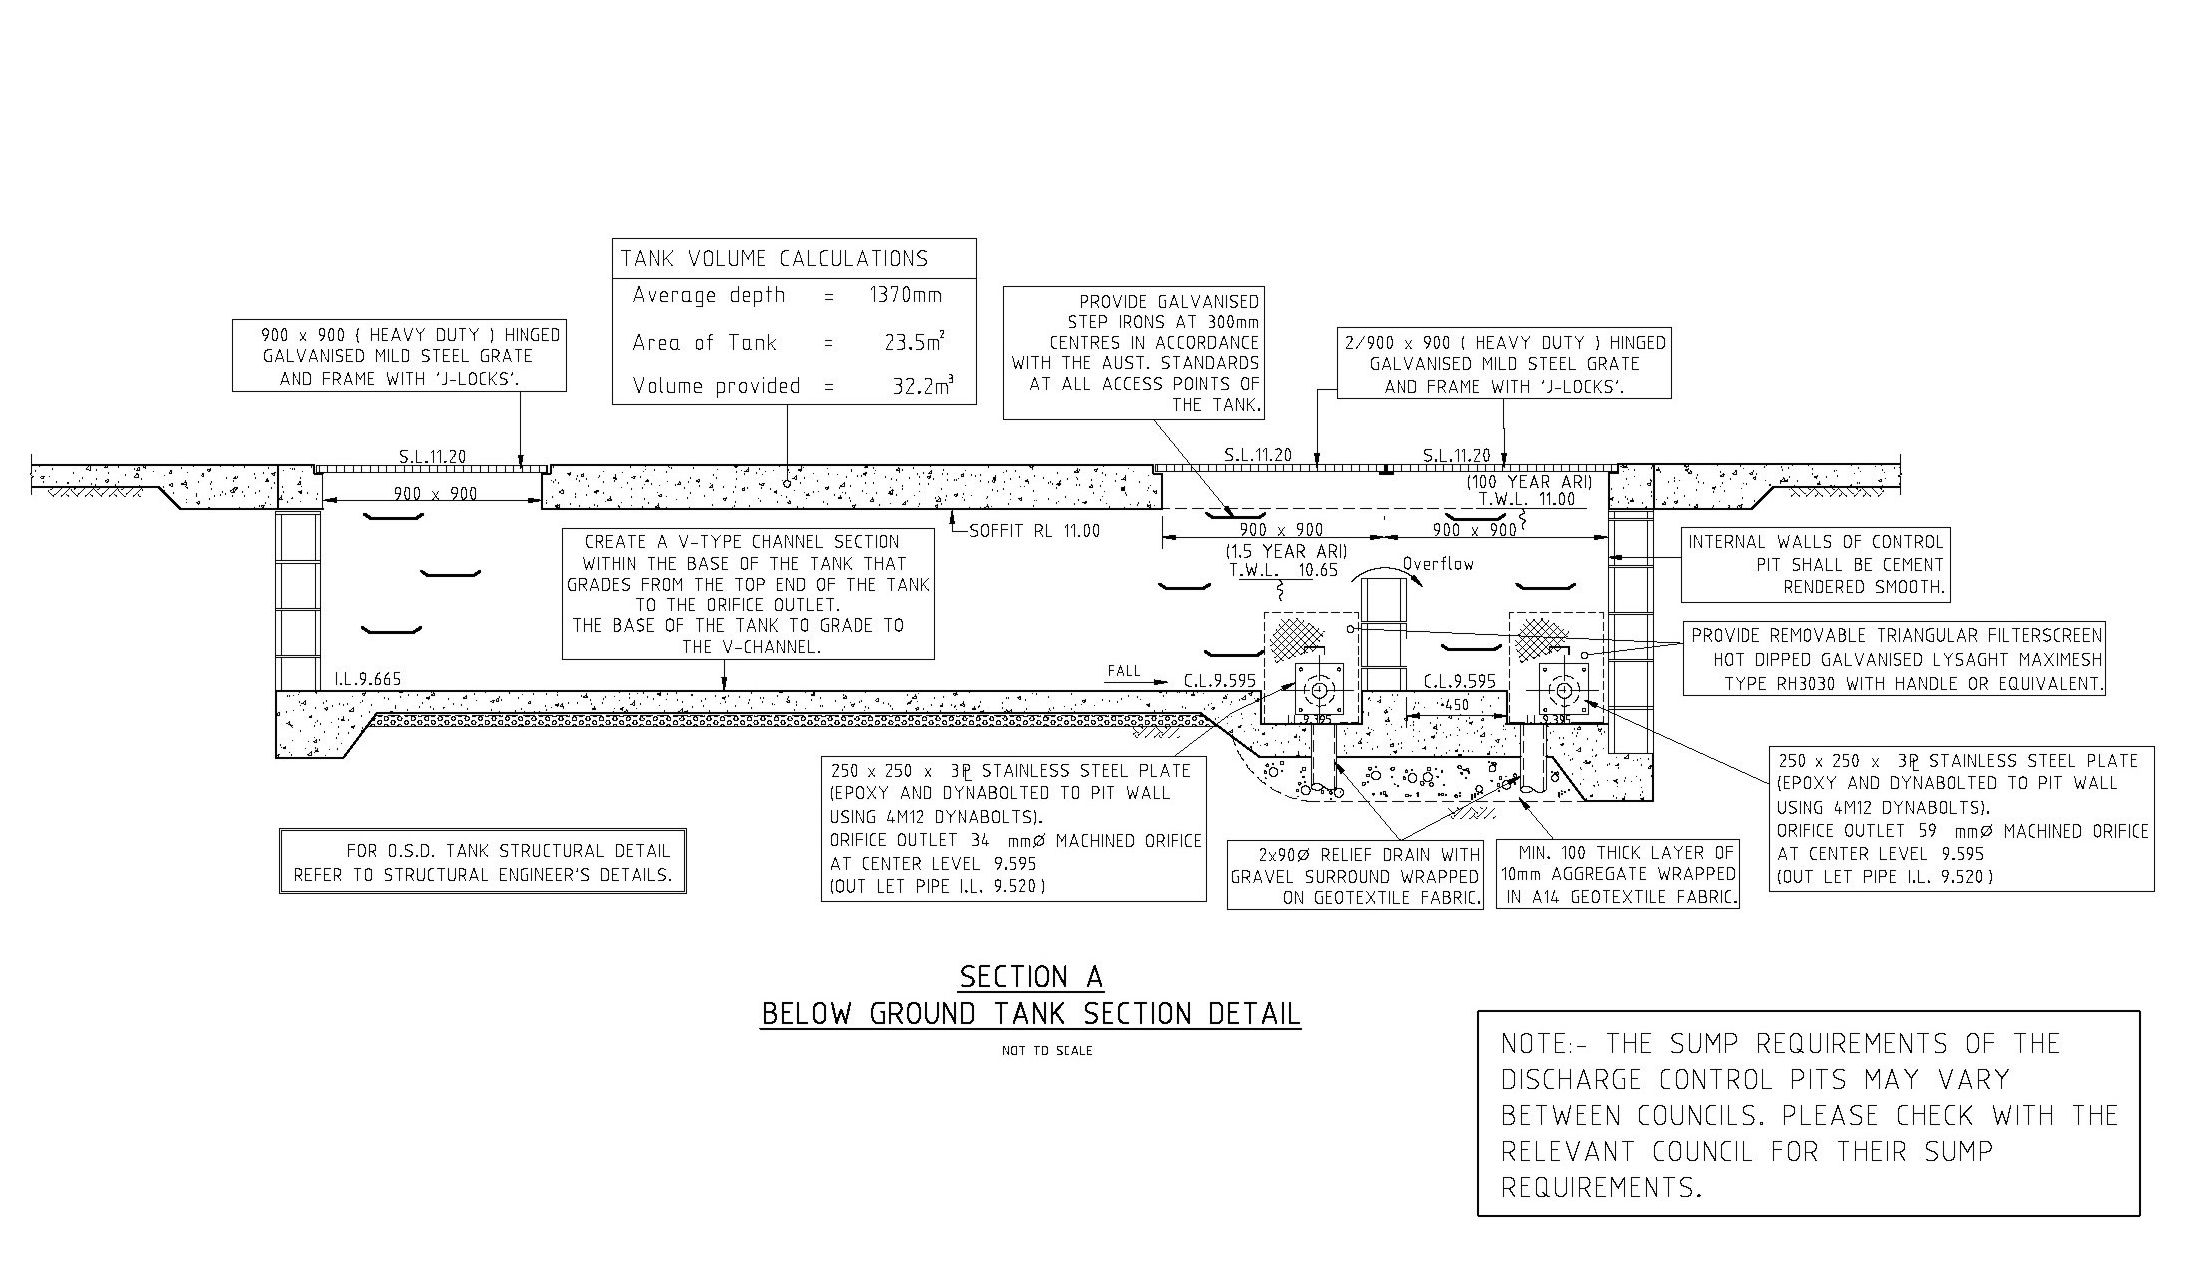 TANK VOLUME CALCULATIONS
Average depth = 1370mm
Area of Tank = 23.5m²
Volume provided = 32.2m³
900 x 900 ( HEAVY DUTY ) HINGED
GALVANISED MILD STEEL GRATE
AND FRAME WITH 'J-LOCKS'.
PROVIDE GALVANISED
STEP IRONS AT 300mm
CENTRES IN ACCORDANCE
WITH THE AUST. STANDARDS
AT ALL ACCESS POINTS OF
THE TANK.
2/900 x 900 ( HEAVY DUTY ) HINGED
GALVANISED MILD STEEL GRATE
AND FRAME WITH 'J-LOCKS'.
S.L.11.20
S.L.11.20
S.L.11.20
900 x 900
(100 YEAR ARI)
T.W.L. 11.00
SOFFIT RL 11.00
900 x 900
900 x 900
(1.5 YEAR ARI)
T.W.L. 10.65
Overflow
CREATE A V-TYPE CHANNEL SECTION
WITHIN THE BASE OF THE TANK THAT
GRADES FROM THE TOP END OF THE TANK
TO THE ORIFICE OUTLET.
THE BASE OF THE TANK TO GRADE TO
THE V-CHANNEL.
INTERNAL WALLS OF CONTROL
PIT SHALL BE CEMENT
RENDERED SMOOTH.
PROVIDE REMOVABLE TRIANGULAR FILTERSCREEN
HOT DIPPED GALVANISED LYSAGHT MAXIMESH
TYPE RH3030 WITH HANDLE OR EQUIVALENT.
I.L.9.665
FALL
C.L.9.595
C.L.9.595
450
I.L.9.395
I.L.9.395
250 x 250 x 3PL STAINLESS STEEL PLATE
(EPOXY AND DYNABOLTED TO PIT WALL
USING 4M12 DYNABOLTS).
ORIFICE OUTLET 34 mmØ MACHINED ORIFICE
AT CENTER LEVEL 9.595
(OUT LET PIPE I.L. 9.520 )
250 x 250 x 3PL STAINLESS STEEL PLATE
(EPOXY AND DYNABOLTED TO PIT WALL
USING 4M12 DYNABOLTS).
ORIFICE OUTLET 59 mmØ MACHINED ORIFICE
AT CENTER LEVEL 9.595
(OUT LET PIPE I.L. 9.520 )
FOR O.S.D. TANK STRUCTURAL DETAIL
REFER TO STRUCTURAL ENGINEER'S DETAILS.
2x90Ø RELIEF DRAIN WITH
GRAVEL SURROUND WRAPPED
ON GEOTEXTILE FABRIC.
MIN. 100 THICK LAYER OF
10mm AGGREGATE WRAPPED
IN A14 GEOTEXTILE FABRIC.
SECTION A
BELOW GROUND TANK SECTION DETAIL
NOT TO SCALE
NOTE:- THE SUMP REQUIREMENTS OF THE
DISCHARGE CONTROL PITS MAY VARY
BETWEEN COUNCILS. PLEASE CHECK WITH THE
RELEVANT COUNCIL FOR THEIR SUMP
REQUIREMENTS.